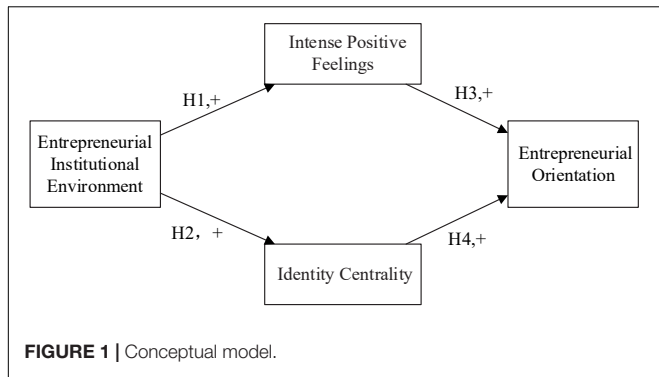 Intense Positive
Feelings
H1,+
H3,+
Entrepreneurial
Institutional
Environment
Entrepreneurial
Orientation
H2， +
H4,+
Identity Centrality
FIGURE 1 | Conceptual model.